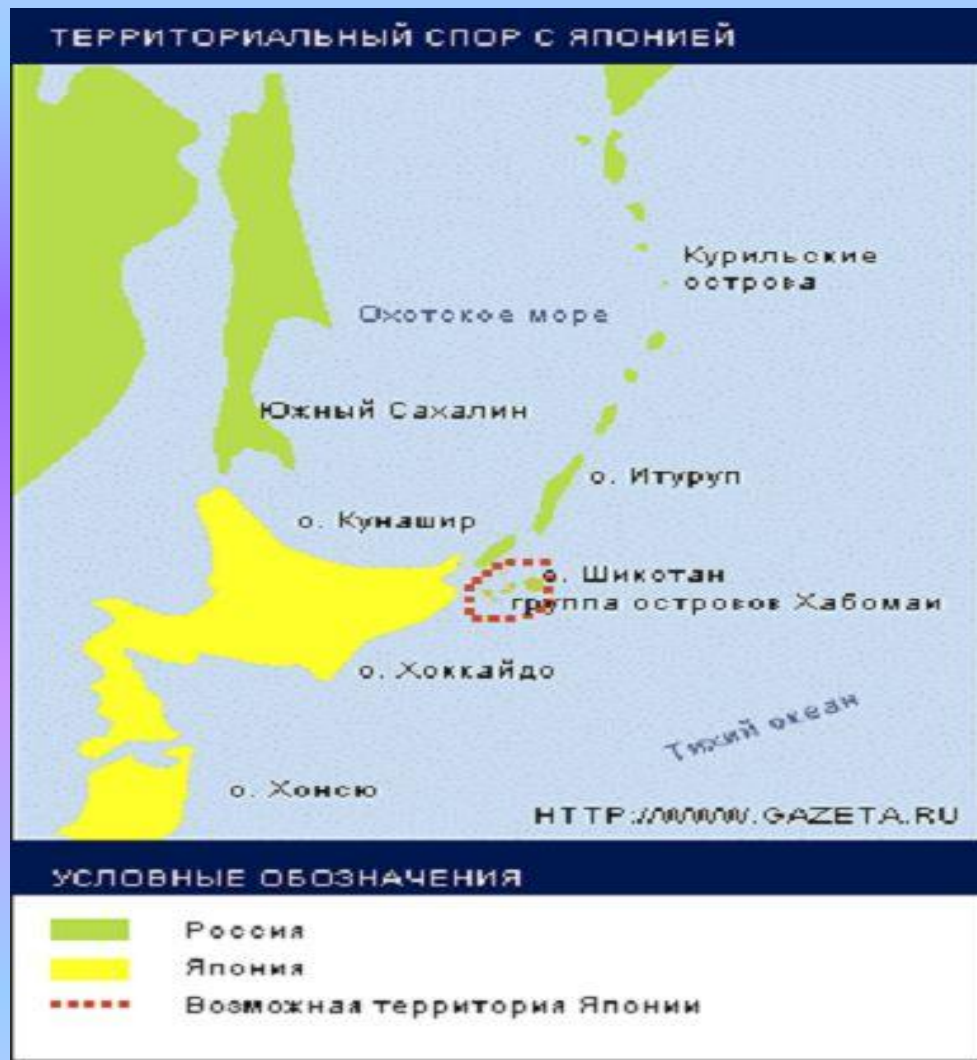 ТЕРРИТОРИАЛЬНЫЙ СПОР С ЯПОНИЕЙ
Курильские
острова
Охотское море
Южный Сахалин
о. Итуруп
о. Кунашир
о. Шикотан
группа островов Хабомаи
о. Хоккайдо
Тихий океан
о. Хонсю
HTTP://WWW.GAZETA.RU
УСЛОВНЫЕ ОБОЗНАЧЕНИЯ
Россия
Япония
Возможная территория Японии